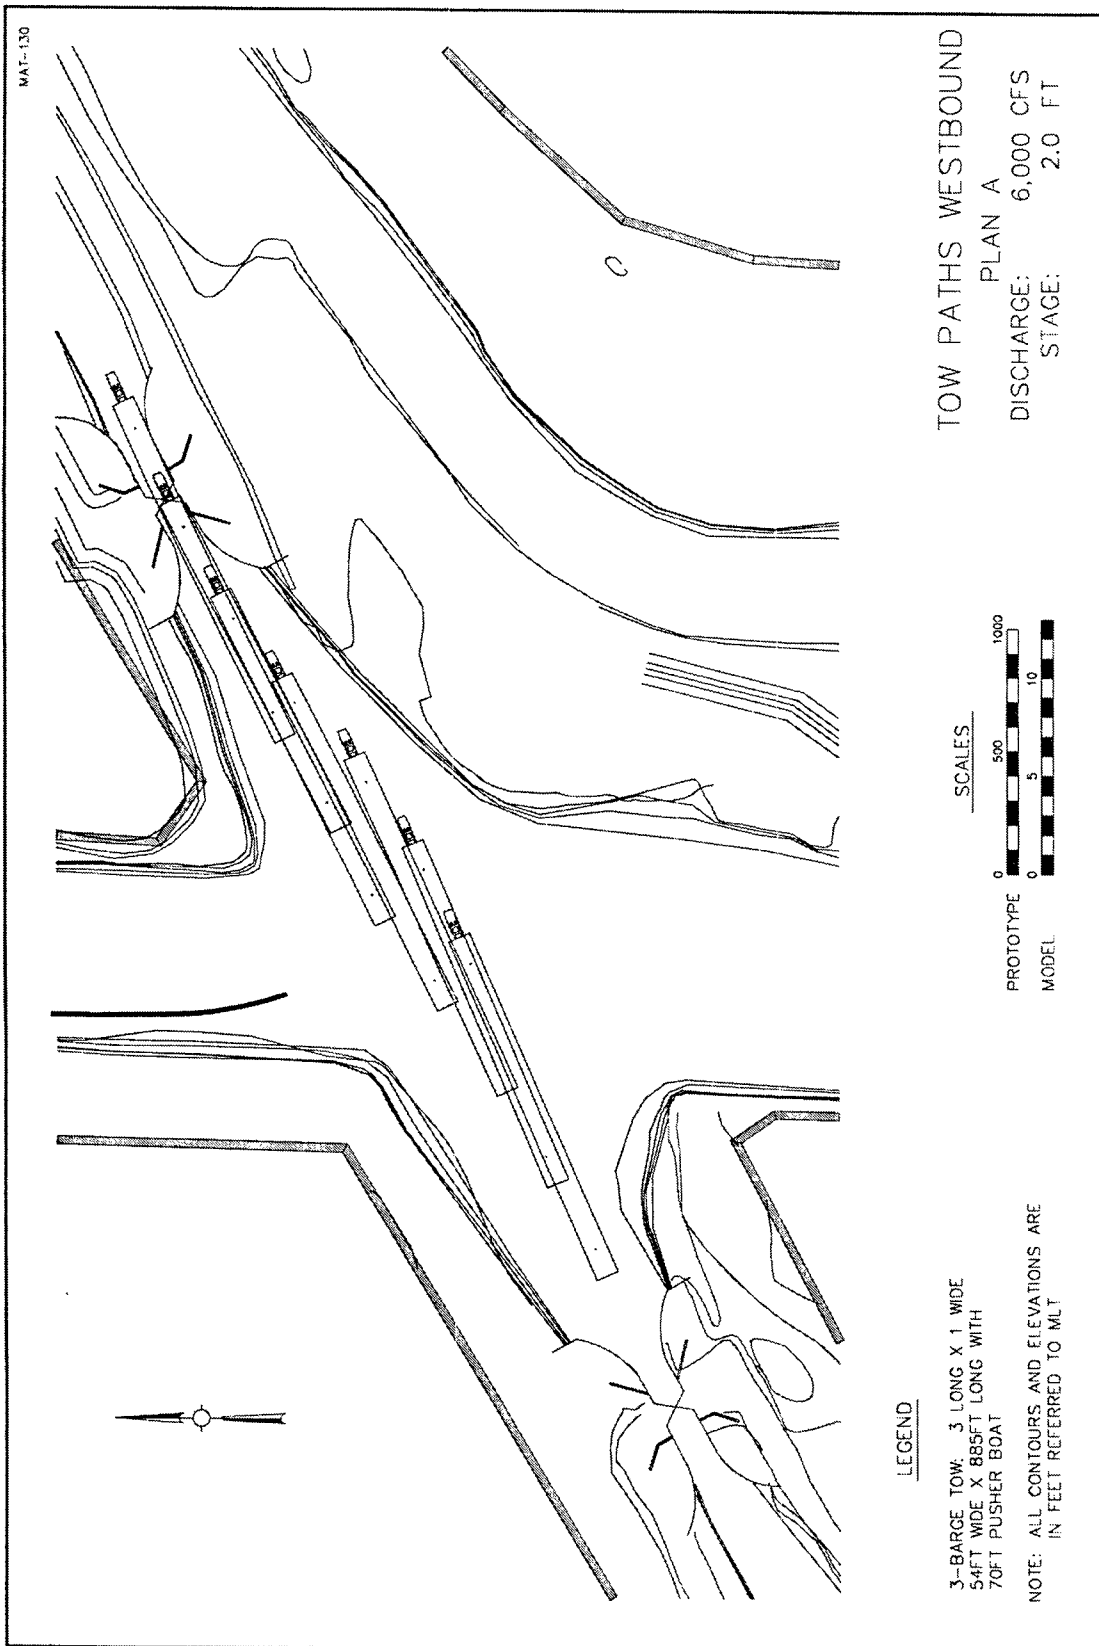 MAT-130
TOW PATHS WESTBOUND
PLAN A
DISCHARGE: 6,000 CFS
STAGE: 2.0 FT
SCALES
PROTOTYPE 0 500 1000
MODEL 0 5 10
LEGEND
3-BARGE TOW: 3 LONG X 1 WIDE
54FT WIDE X 885FT LONG WITH
70FT PUSHER BOAT
NOTE: ALL CONTOURS AND ELEVATIONS ARE
IN FEET REFERRED TO MLT